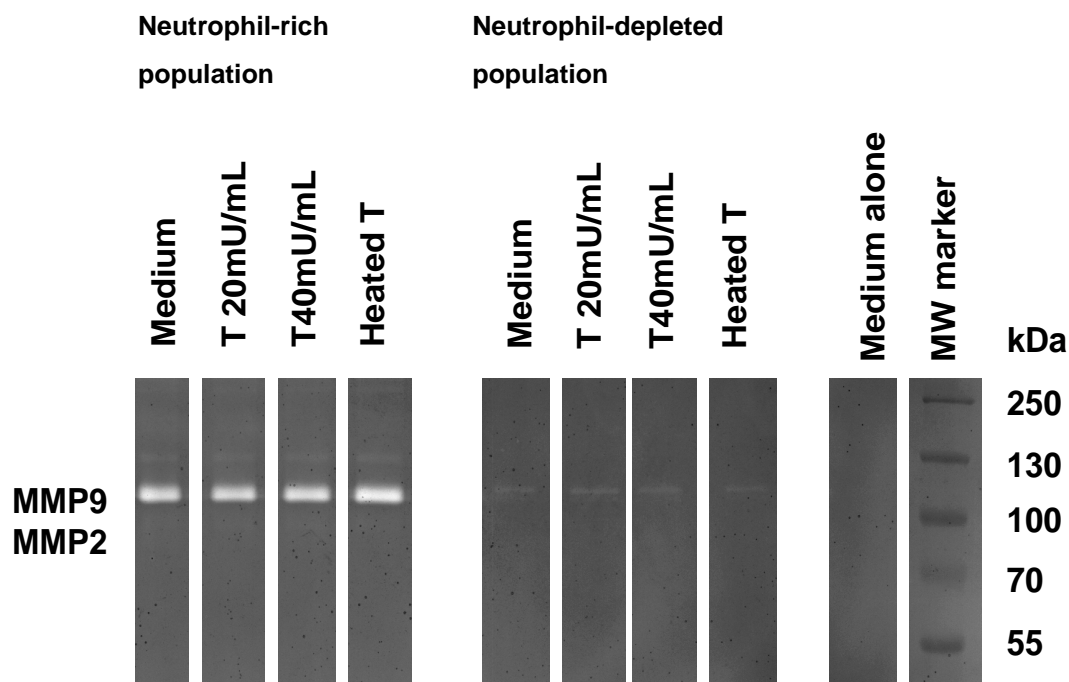 Neutrophil-rich
population
Neutrophil-depleted
population
Medium
T 20mU/mL
T40mU/mL
Heated T
Medium
T 20mU/mL
T40mU/mL
Heated T
Medium alone
MW marker
kDa
250
130
100
70
55
MMP9
MMP2